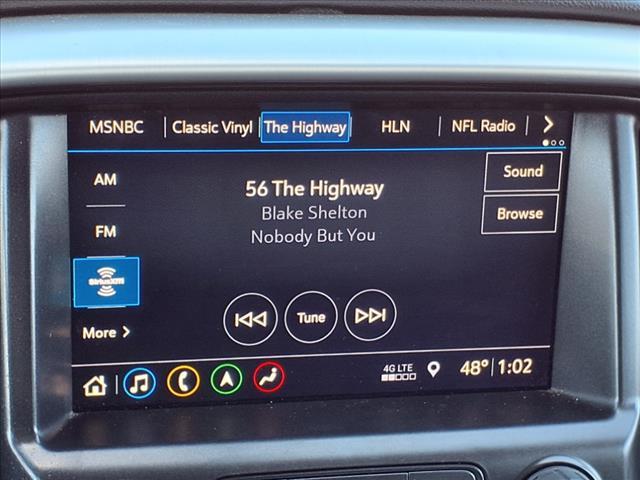 MSNBC Classic Vinyl The Highway HLN NFL Radio
AM
FM
SiriusXM
More
56 The Highway
Blake Shelton
Nobody But You
Sound
Browse
Tune
4G LTE
48° 1:02